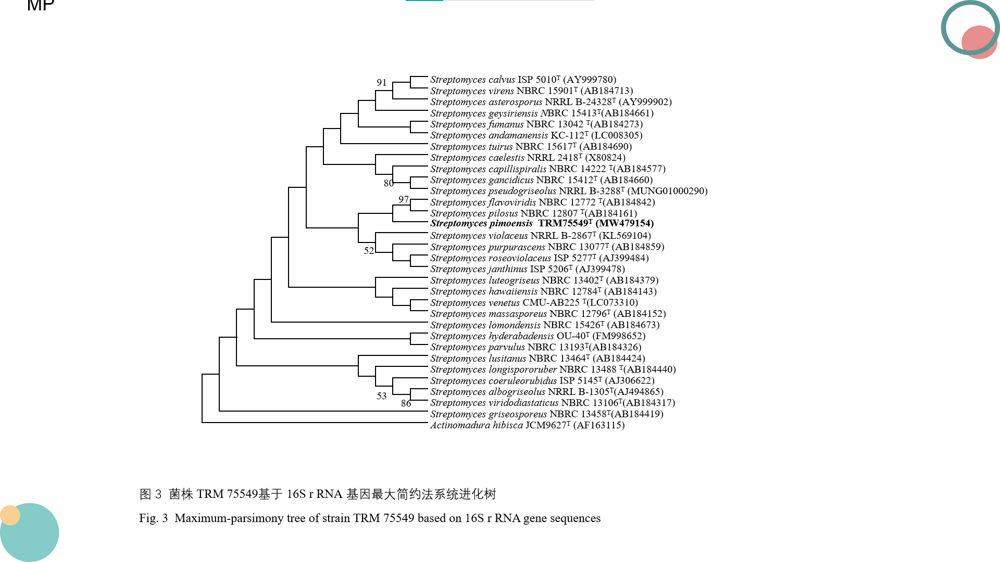 MP
91
Streptomyces calvus ISP 5010ᵀ (AY999780)
Streptomyces virens NBRC 15901ᵀ (AB184713)
Streptomyces asterosporus NRRL B-24328ᵀ (AY999902)
Streptomyces geysiriensis NBRC 15413ᵀ(AB184661)
Streptomyces fumanus NBRC 13042 ᵀ(AB184273)
Streptomyces andamanensis KC-112ᵀ (LC008305)
Streptomyces tuirus NBRC 15617ᵀ (AB184690)
Streptomyces caelestis NRRL 2418ᵀ (X80824)
Streptomyces capillispiralis NBRC 14222 ᵀ(AB184577)
80
Streptomyces gancidicus NBRC 15412ᵀ (AB184660)
Streptomyces pseudogriseolus NRRL B-3288ᵀ (MUNG01000290)
97
Streptomyces flavoviridis NBRC 12772 ᵀ(AB184842)
Streptomyces pilosus NBRC 12807 ᵀ(AB184161)
Streptomyces pimoensis TRM75549ᵀ (MW479154)
Streptomyces violaceus NRRL B-2867ᵀ (KL569104)
52
Streptomyces purpurascens NBRC 13077ᵀ (AB184859)
Streptomyces roseoviolaceus ISP 5277ᵀ (AJ399484)
Streptomyces janthinus ISP 5206ᵀ (AJ399478)
Streptomyces luteogriseus NBRC 13402ᵀ (AB184379)
Streptomyces hawaiiensis NBRC 12784ᵀ (AB184143)
Streptomyces venetus CMU-AB225 ᵀ(LC073310)
Streptomyces massasporeus NBRC 12796ᵀ (AB184152)
Streptomyces lomondensis NBRC 15426ᵀ (AB184673)
Streptomyces hyderabadensis OU-40ᵀ (FM998652)
Streptomyces parvulus NBRC 13193ᵀ(AB184326)
Streptomyces lusitanus NBRC 13464ᵀ (AB184424)
Streptomyces longispororuber NBRC 13488 ᵀ(AB184440)
Streptomyces coeruleorubidus ISP 5145ᵀ (AJ306622)
53
Streptomyces albogriseolus NRRL B-1305ᵀ(AJ494865)
86
Streptomyces viridodiastaticus NBRC 13106ᵀ(AB184317)
Streptomyces griseosporeus NBRC 13458ᵀ(AB184419)
Actinomadura hibisca JCM9627ᵀ (AF163115)
图 3 菌株 TRM 75549基于 16S r RNA 基因最大简约法系统进化树
Fig. 3 Maximum-parsimony tree of strain TRM 75549 based on 16S r RNA gene sequences